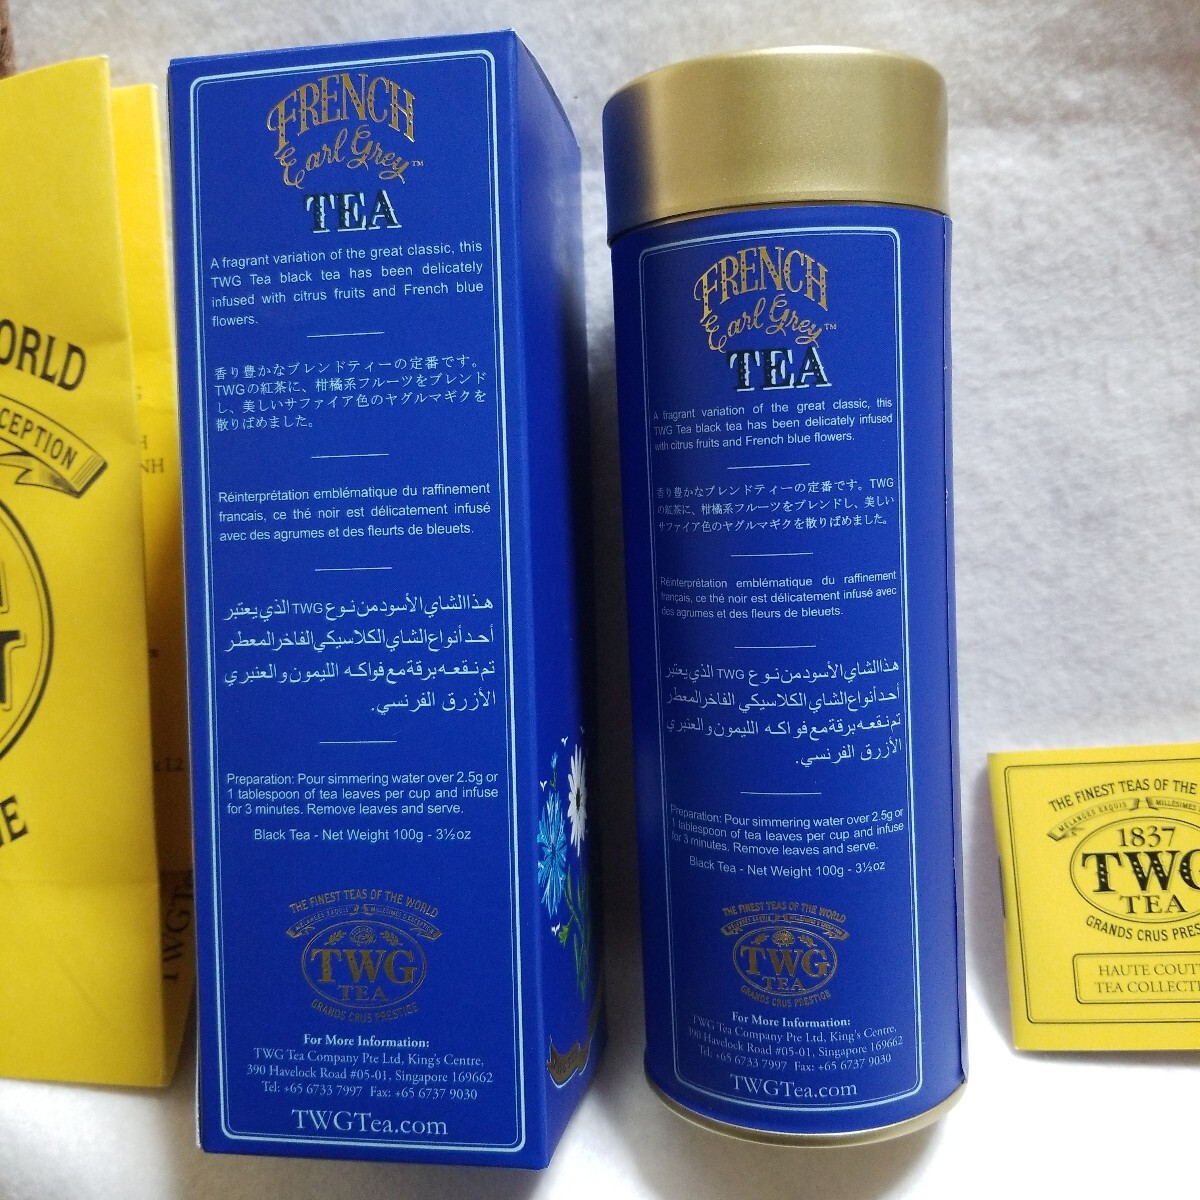 ORLD
CEPTION
FRENCH
Earl Grey™
TEA
A fragrant variation of the great classic, this
TWG Tea black tea has been delicately
infused with citrus fruits and French blue
flowers.
香り豊かなブレンドティーの定番です。
TWGの紅茶に、柑橘系フルーツをブレンド
し、美しいサファイア色のヤグルマギクを
散りばめました。
Réinterprétation emblématique du raffinement
francais, ce thé noir est délicatement infusé
avec des agrumes et des fleurts de bleuets.
هذا الشاي الأسود من نوع TWG الذي يعتبر
أحد أنواع الشاي الكلاسيكي الفاخر المعطر
تم نقعه برقة مع فواكه الليمون و العنبري
الأزرق الفرنسي.
Preparation: Pour simmering water over 2.5g or
1 tablespoon of tea leaves per cup and infuse
for 3 minutes. Remove leaves and serve.
Black Tea - Net Weight 100g - 3½oz
THE FINEST TEAS OF THE WORLD
MÉLANGES EXQUIS MILLÉSIMES D'EXCEPTION
TWG
TEA
GRANDS CRUS PRESTIGE
For More Information:
TWG Tea Company Pte Ltd, King's Centre,
390 Havelock Road #05-01, Singapore 169662
Tel: +65 6733 7997 Fax: +65 6737 9030
TWGTea.com
FRENCH
Earl Grey™
TEA
A fragrant variation of the great classic, this
TWG Tea black tea has been delicately infused
with citrus fruits and French blue flowers.
香り豊かなブレンドティーの定番です。TWG
の紅茶に、柑橘系フルーツをブレンドし、美しい
サファイア色のヤグルマギクを散りばめました。
Réinterprétation emblématique du raffinement
français, ce thé noir est délicatement infusé avec
des agrumes et des fleurs de bleuets.
هذا الشاي الأسود من نوع TWG الذي يعتبر
أحد أنواع الشاي الكلاسيكي الفاخر المعطر
تم نقعه برقة مع فواكه الليمون و العنبري
الأزرق الفرنسي.
Preparation: Pour simmering water over 2.5g or
1 tablespoon of tea leaves per cup and infuse
for 3 minutes. Remove leaves and serve.
Black Tea - Net Weight 100g - 3½oz
THE FINEST TEAS OF THE WORLD
MÉLANGES EXQUIS MILLÉSIMES D'EXCEPTION
TWG
TEA
GRANDS CRUS PRESTIGE
For More Information:
TWG Tea Company Pte Ltd, King's Centre,
390 Havelock Road #05-01, Singapore 169662
Tel: +65 6733 7997 Fax: +65 6737 9030
TWGTea.com
THE FINEST TEAS OF THE
MÉLANGES EXQUIS MILLÉSIMES
1837
TWG
TEA
GRANDS CRUS PRES
HAUTE COUT
TEA COLLECTI